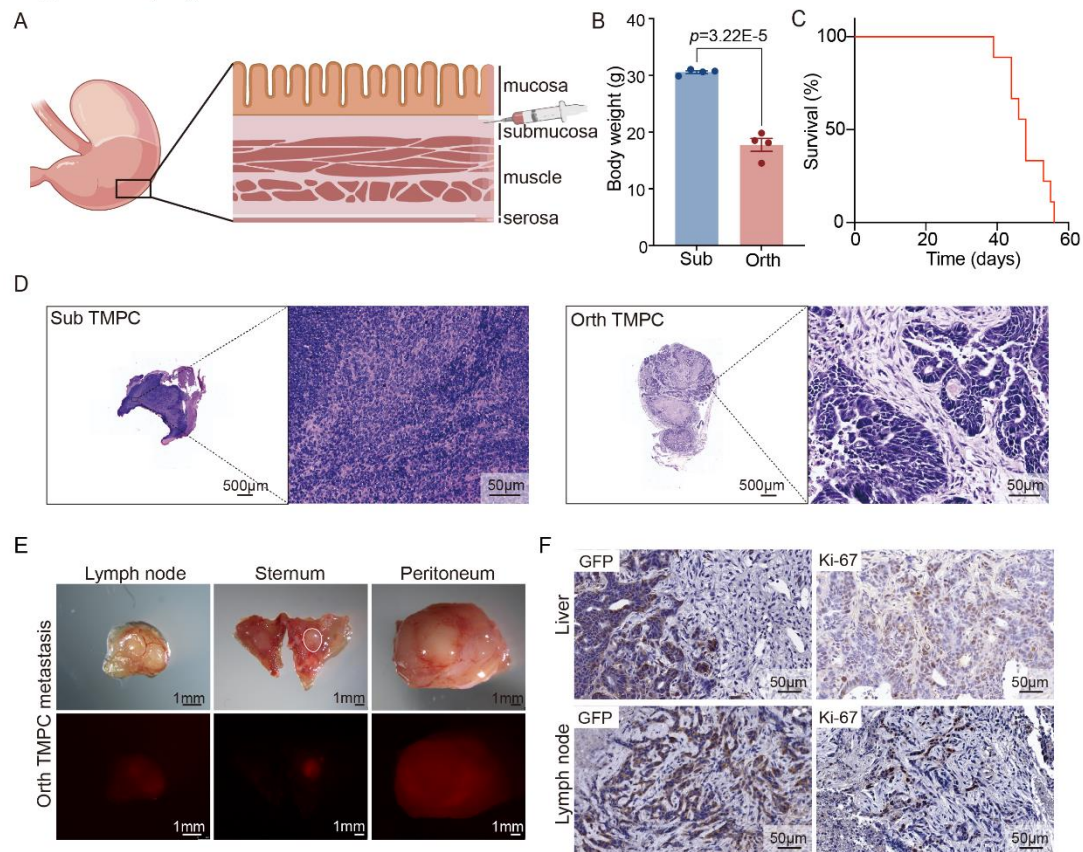 A
mucosa
submucosa
muscle
serosa
B
p=3.22E-5
Body weight (g)
40
30
20
10
0
Sub
Orth
C
Survival (%)
100
50
0
0
20
40
60
Time (days)
D
Sub TMPC
500μm
50μm
Orth TMPC
500μm
50μm
E
Lymph node
Sternum
Peritoneum
Orth TMPC metastasis
1mm
1mm
1mm
1mm
1mm
1mm
F
Liver
GFP
50μm
Ki-67
50μm
Lymph node
GFP
50μm
Ki-67
50μm